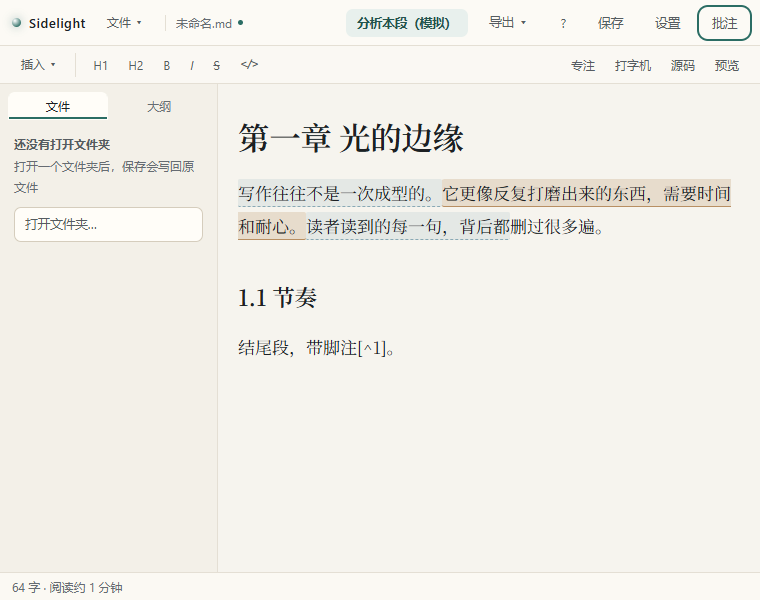 Sidelight 文件 ▾ 未命名.md ● 分析本段（模拟） 导出 ▾ ? 保存 设置 批注
插入 ▾ H1 H2 B I S </> 专注 打字机 源码 预览
文件 大纲
还没有打开文件夹
打开一个文件夹后，保存会写回原
文件
打开文件夹...
第一章 光的边缘
写作往往不是一次成型的。它更像反复打磨出来的东西，需要时间
和耐心。读者读到的每一句，背后都删过很多遍。
1.1 节奏
结尾段，带脚注[^1]。
64 字 · 阅读约 1 分钟